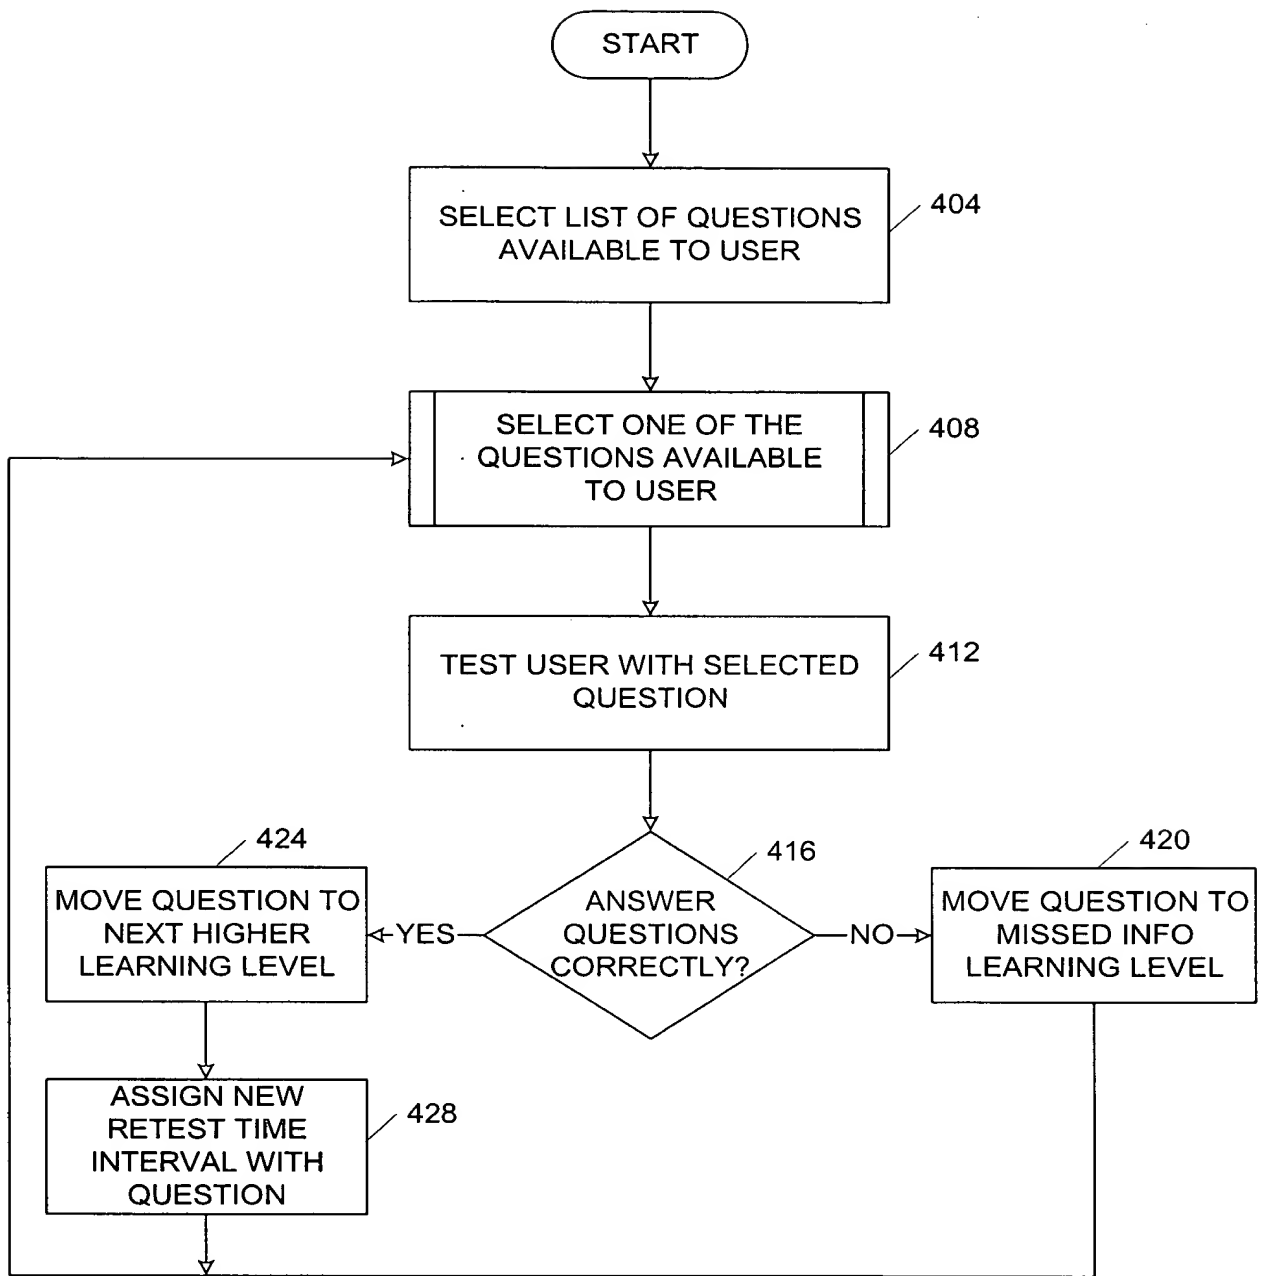 START
SELECT LIST OF QUESTIONS
AVAILABLE TO USER
404
SELECT ONE OF THE
QUESTIONS AVAILABLE
TO USER
408
TEST USER WITH SELECTED
QUESTION
412
ANSWER
QUESTIONS
CORRECTLY?
416
YES
NO
424
MOVE QUESTION TO
NEXT HIGHER
LEARNING LEVEL
420
MOVE QUESTION TO
MISSED INFO
LEARNING LEVEL
ASSIGN NEW
RETEST TIME
INTERVAL WITH
QUESTION
428